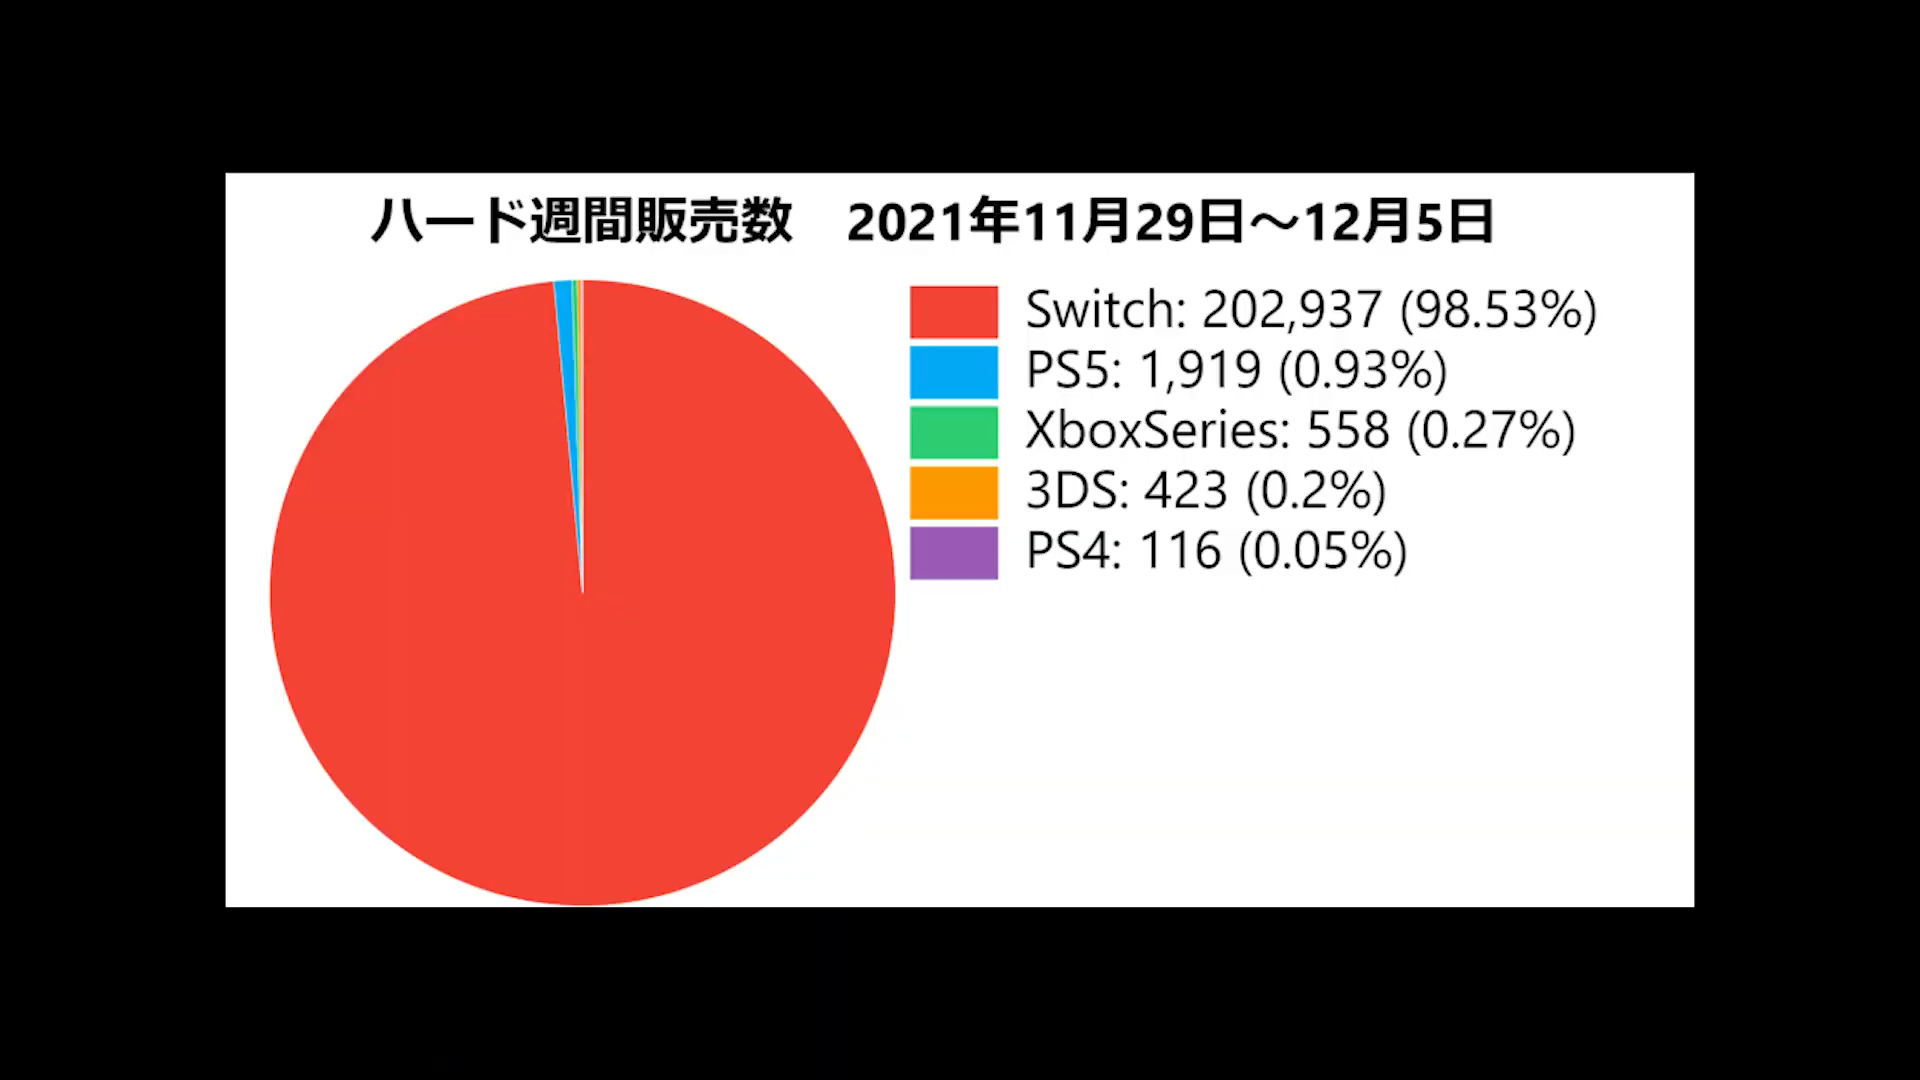 ハード週間販売数　2021年11月29日～12月5日
Switch: 202,937 (98.53%)
PS5: 1,919 (0.93%)
XboxSeries: 558 (0.27%)
3DS: 423 (0.2%)
PS4: 116 (0.05%)